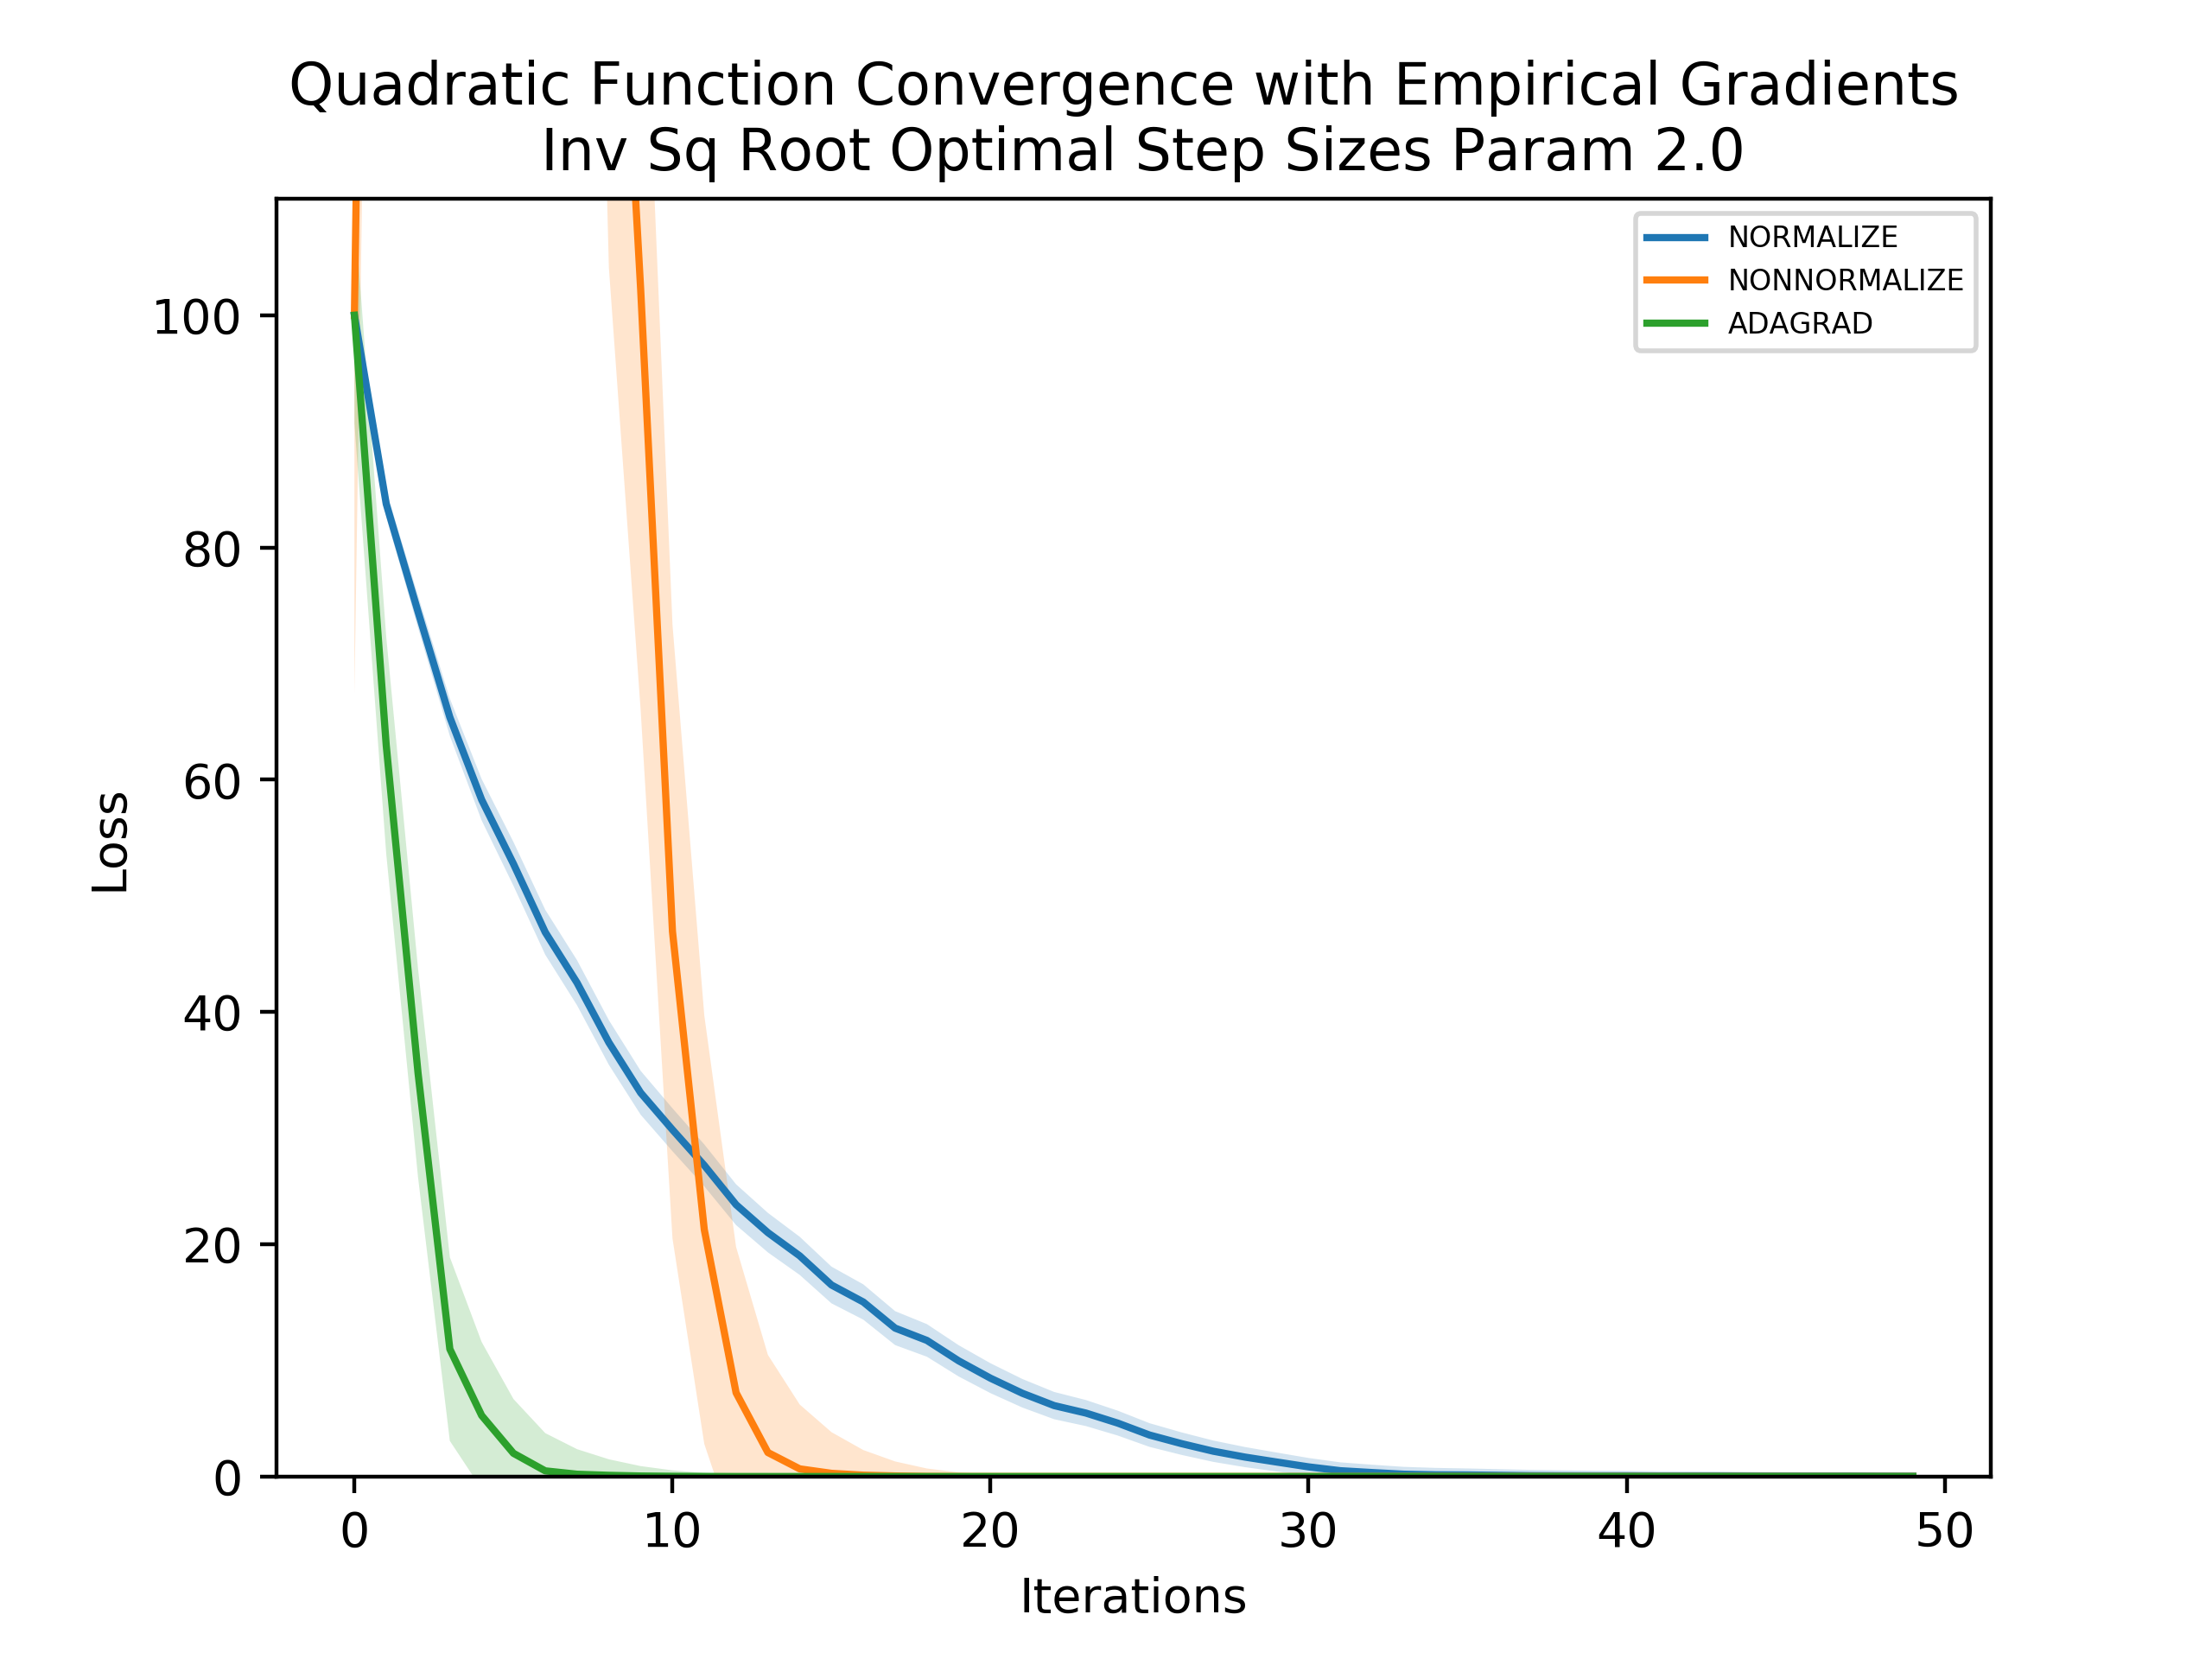 Quadratic Function Convergence with Empirical Gradients
Inv Sq Root Optimal Step Sizes Param 2.0
NORMALIZE
NONNORMALIZE
ADAGRAD
100
80
60
40
20
0
Loss
0 10 20 30 40 50
Iterations